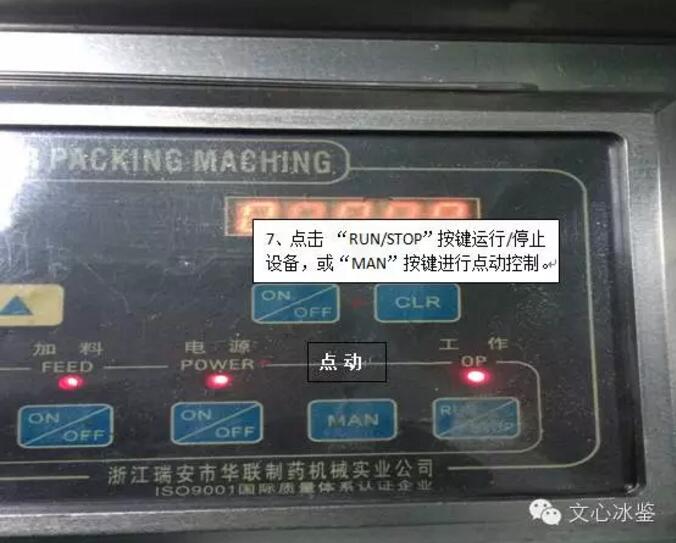 PACKING MACHING
7、点击 “RUN/STOP”按键运行/停止
设备，或“MAN”按键进行点动控制。
ON/OFF
CLR
加料
FEED
电源
POWER
点动
工作
OP
ON/OFF
ON/OFF
MAN
RUN
浙江瑞安市华联制药机械实业公司
ISO9001国际质量体系认证企业
文心冰鉴